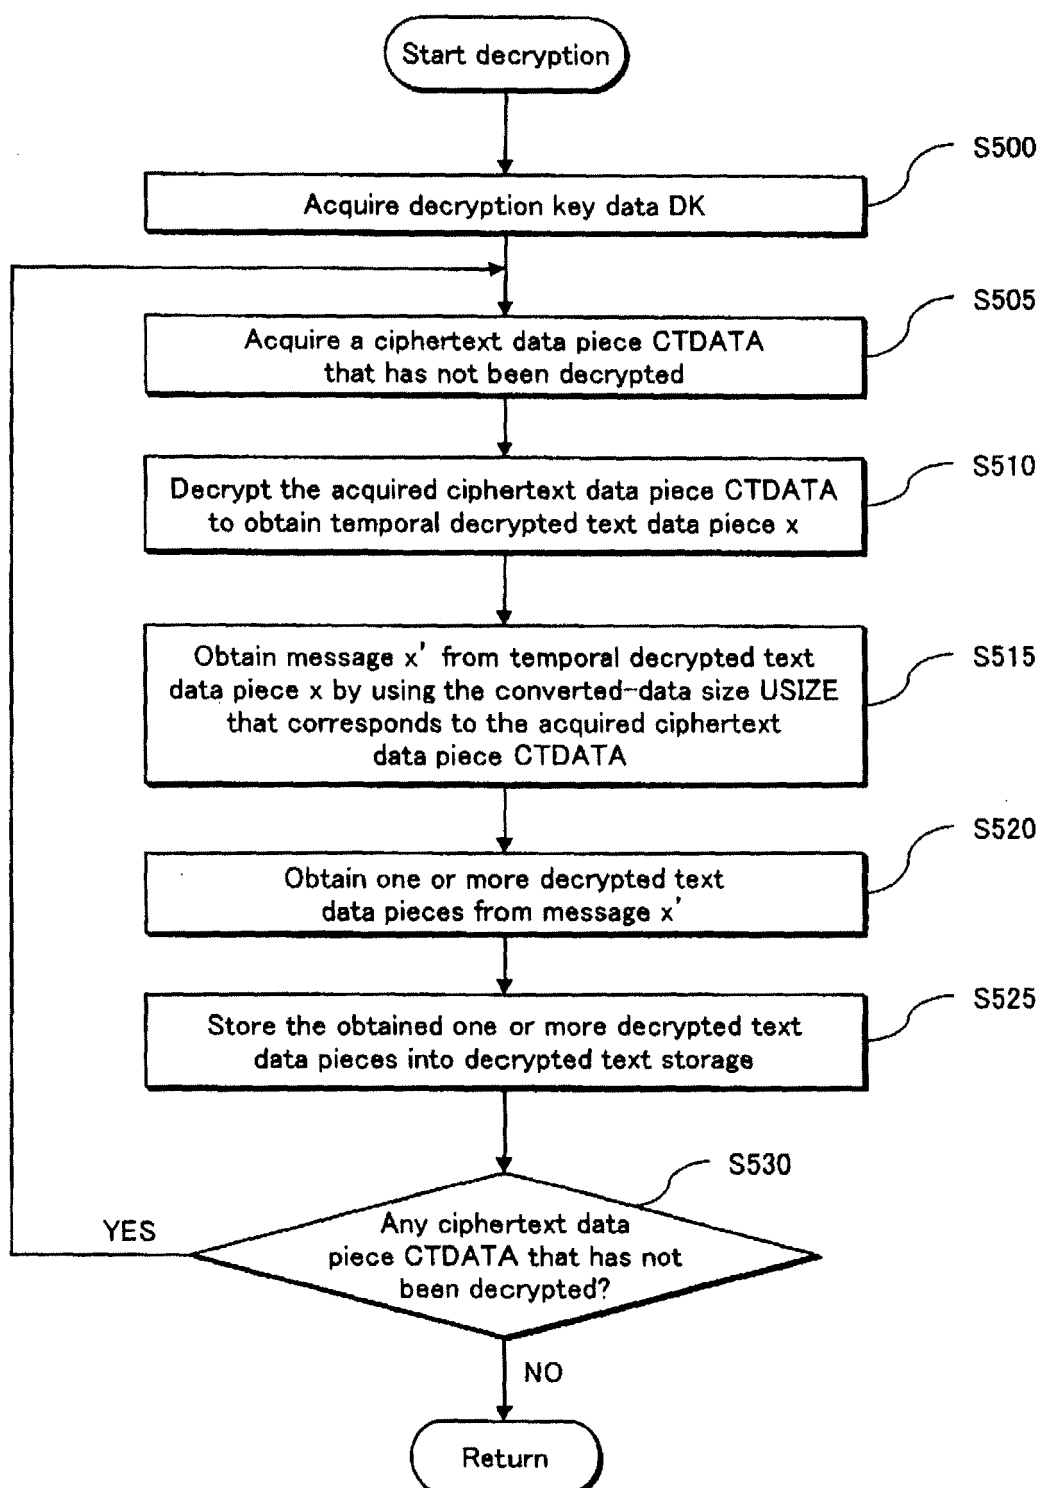 Start decryption
S500
Acquire decryption key data DK
S505
Acquire a ciphertext data piece CTDATA
that has not been decrypted
S510
Decrypt the acquired ciphertext data piece CTDATA
to obtain temporal decrypted text data piece x
S515
Obtain message x' from temporal decrypted text
data piece x by using the converted-data size USIZE
that corresponds to the acquired ciphertext
data piece CTDATA
S520
Obtain one or more decrypted text
data pieces from message x'
S525
Store the obtained one or more decrypted text
data pieces into decrypted text storage
S530
Any ciphertext data
piece CTDATA that has not
been decrypted?
YES
NO
Return